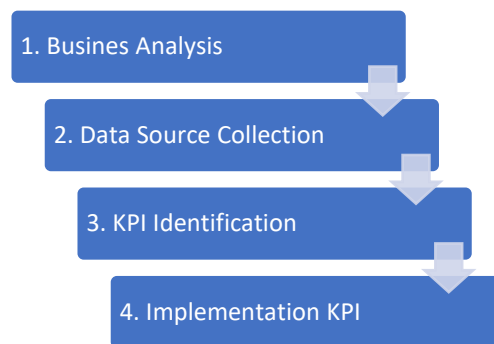 1. Busines Analysis
2. Data Source Collection
3. KPI Identification
4. Implementation KPI